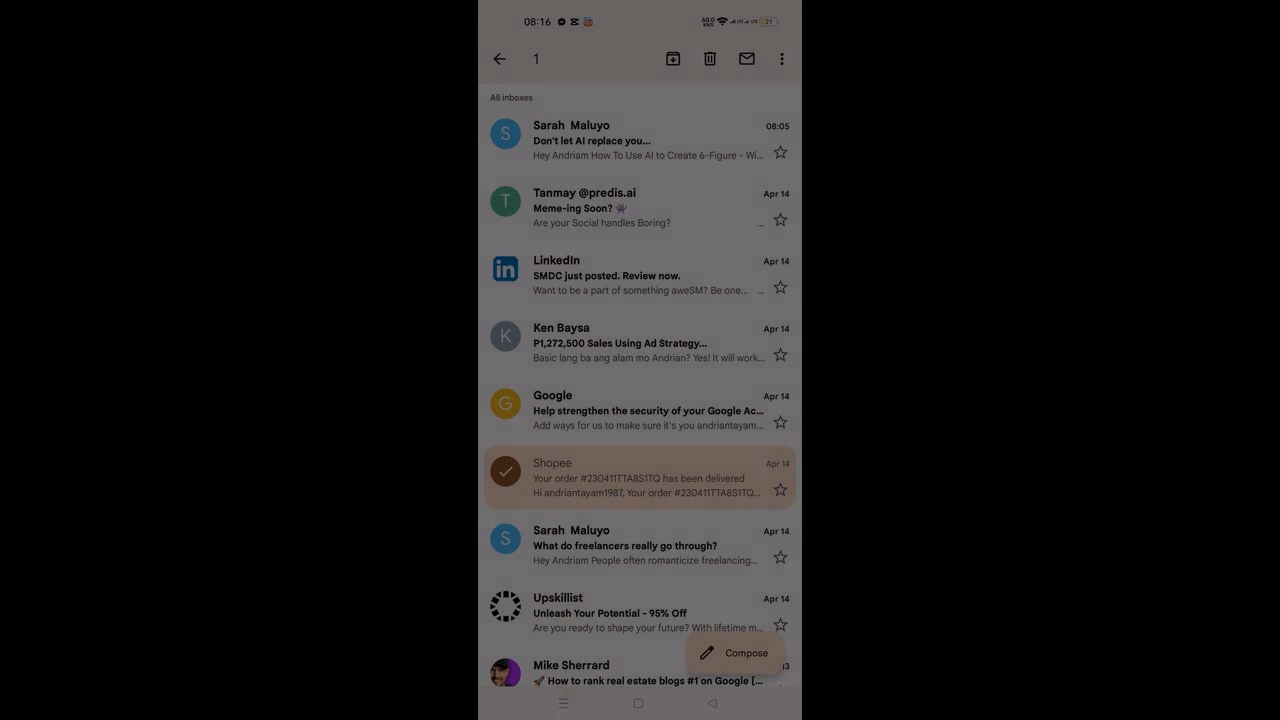 08:16
60.0 KB/S
21
1
All inboxes
S
Sarah Maluyo
08:05
Don't let AI replace you...
Hey Andriam How To Use AI to Create 6-Figure - Wi...
T
Tanmay @predis.ai
Apr 14
Meme-ing Soon? 👾
Are your Social handles Boring? ...
in
LinkedIn
Apr 14
SMDC just posted. Review now.
Want to be a part of something aweSM? Be one... ...
K
Ken Baysa
Apr 14
P1,272,500 Sales Using Ad Strategy...
Basic lang ba ang alam mo Andrian? Yes! It will work...
G
Google
Apr 14
Help strengthen the security of your Google Ac...
Add ways for us to make sure it's you andriantayam...
Shopee
Apr 14
Your order #230411TTA8S1TQ has been delivered
Hi andriantayam1987, Your order #230411TTA8S1TQ...
S
Sarah Maluyo
Apr 14
What do freelancers really go through?
Hey Andriam People often romanticize freelancing...
Upskillist
Apr 14
Unleash Your Potential - 95% Off
Are you ready to shape your future? With lifetime m...
Compose
Mike Sherrard
13
🚀 How to rank real estate blogs #1 on Google [...